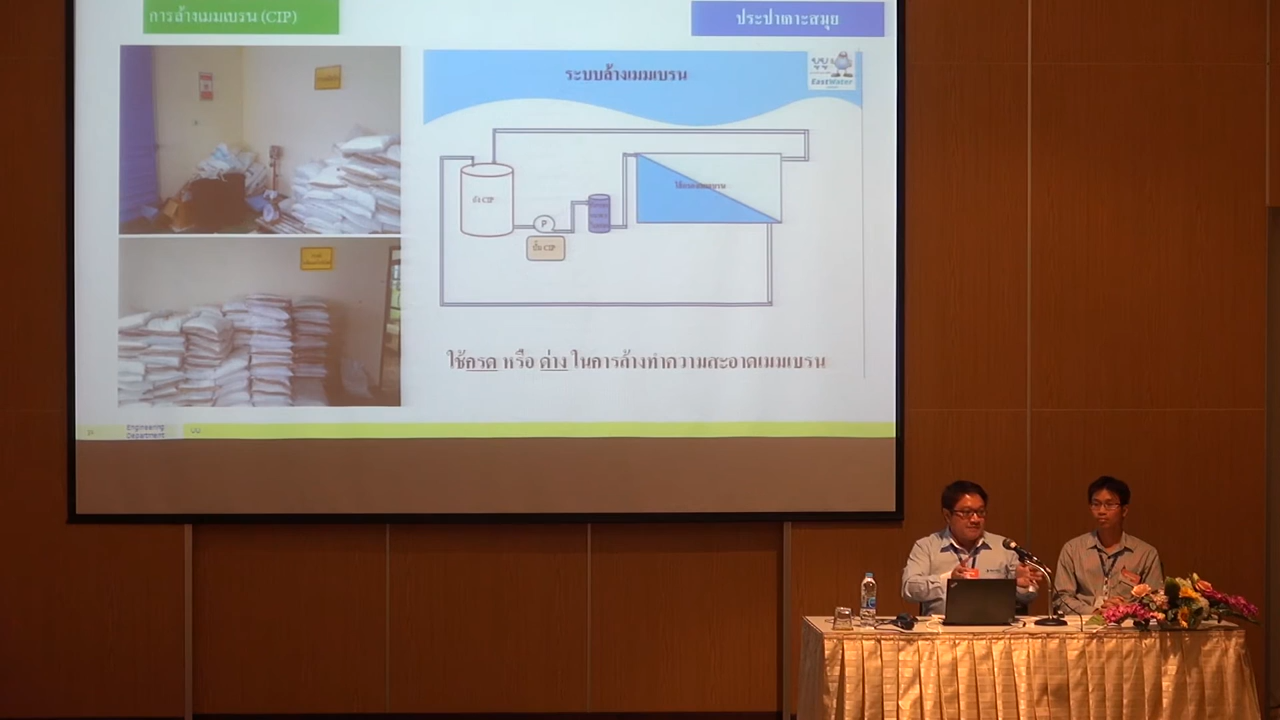 การล้างเมมเบรน (CIP)
ประปาเกาะสมุย
ระบบล้างเมมเบรน
EastWater
ถัง CIP
P
ปั๊ม CIP
ใช้กรด หรือ ด่าง ในการล้างทำความสะอาดเมมเบรน
Engineering
Department
UU